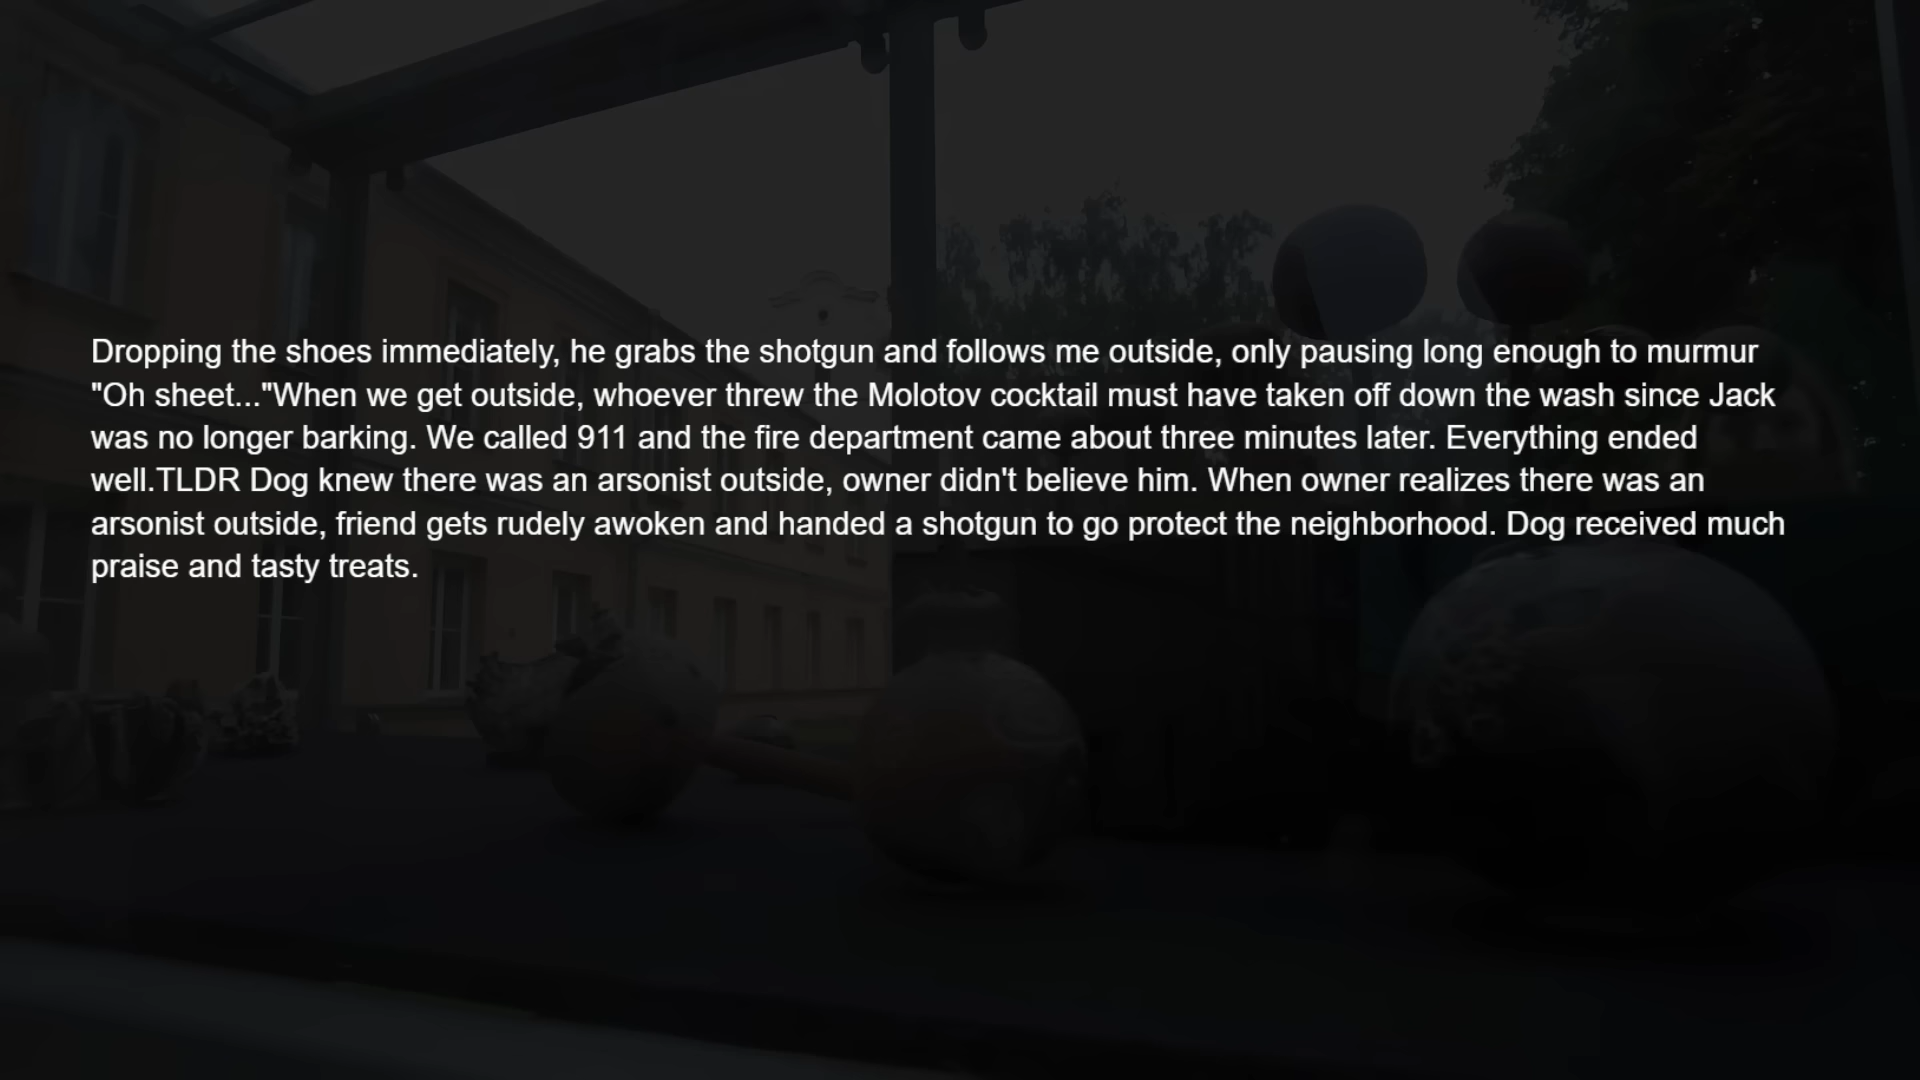 Dropping the shoes immediately, he grabs the shotgun and follows me outside, only pausing long enough to murmur
"Oh sheet..."When we get outside, whoever threw the Molotov cocktail must have taken off down the wash since Jack
was no longer barking. We called 911 and the fire department came about three minutes later. Everything ended
well.TLDR Dog knew there was an arsonist outside, owner didn't believe him. When owner realizes there was an
arsonist outside, friend gets rudely awoken and handed a shotgun to go protect the neighborhood. Dog received much
praise and tasty treats.